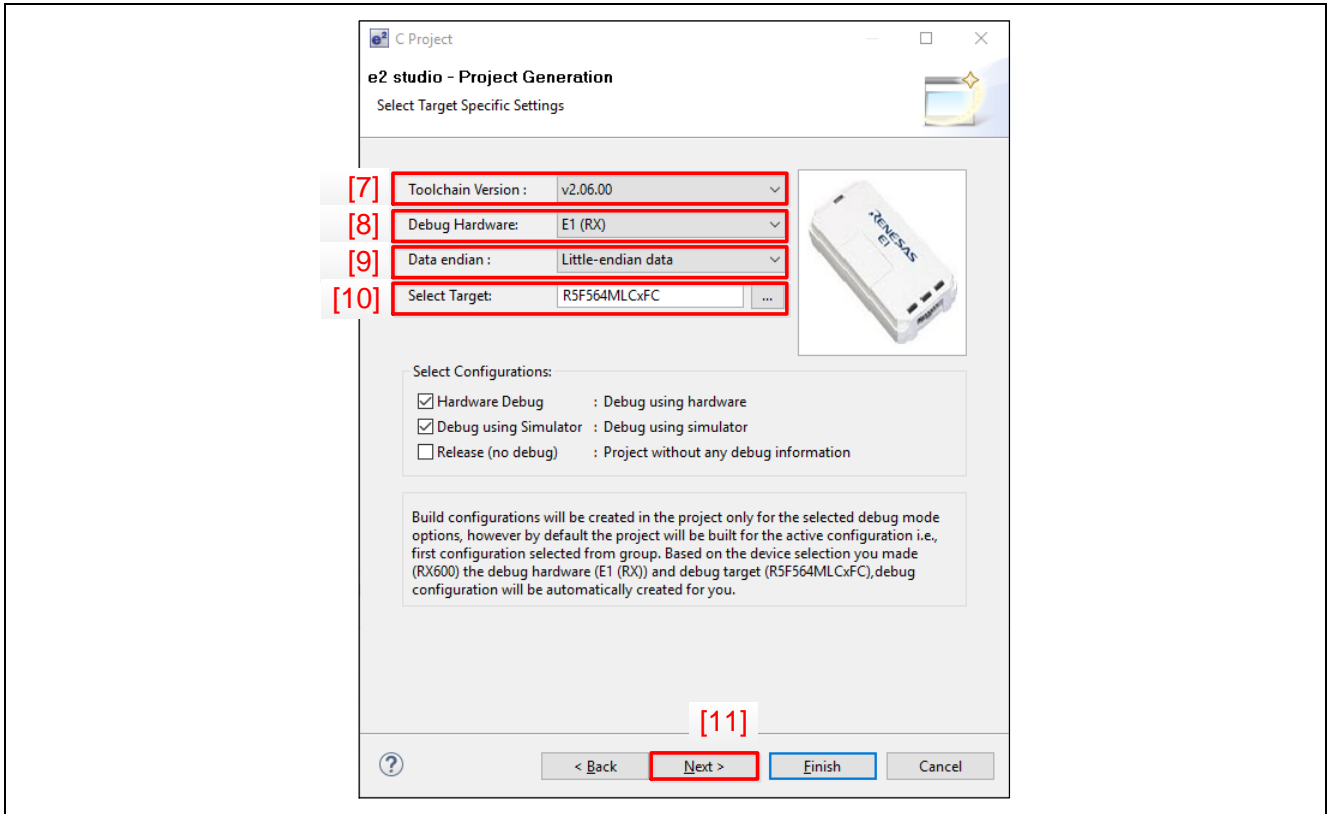 e² C Project
e2 studio - Project Generation
Select Target Specific Settings
[7] Toolchain Version : v2.06.00
[8] Debug Hardware: E1 (RX)
[9] Data endian : Little-endian data
[10] Select Target: R5F564MLCxFC ...
RENESAS
E1
Select Configurations:
Hardware Debug : Debug using hardware
Debug using Simulator : Debug using simulator
Release (no debug) : Project without any debug information
Build configurations will be created in the project only for the selected debug mode
options, however by default the project will be built for the active configuration i.e.,
first configuration selected from group. Based on the device selection you made
(RX600) the debug hardware (E1 (RX)) and debug target (R5F564MLCxFC),debug
configuration will be automatically created for you.
[11]
? < Back Next > Finish Cancel